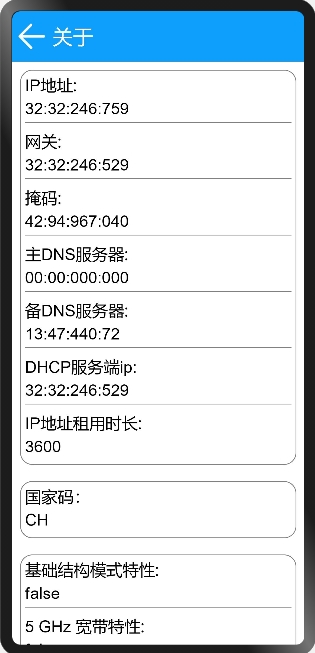 关于
IP地址:
32:32:246:759
网关:
32:32:246:529
掩码:
42:94:967:040
主DNS服务器:
00:00:000:000
备DNS服务器:
13:47:440:72
DHCP服务端ip:
32:32:246:529
IP地址租用时长:
3600
国家码：
CH
基础结构模式特性:
false
5 GHz 宽带特性: